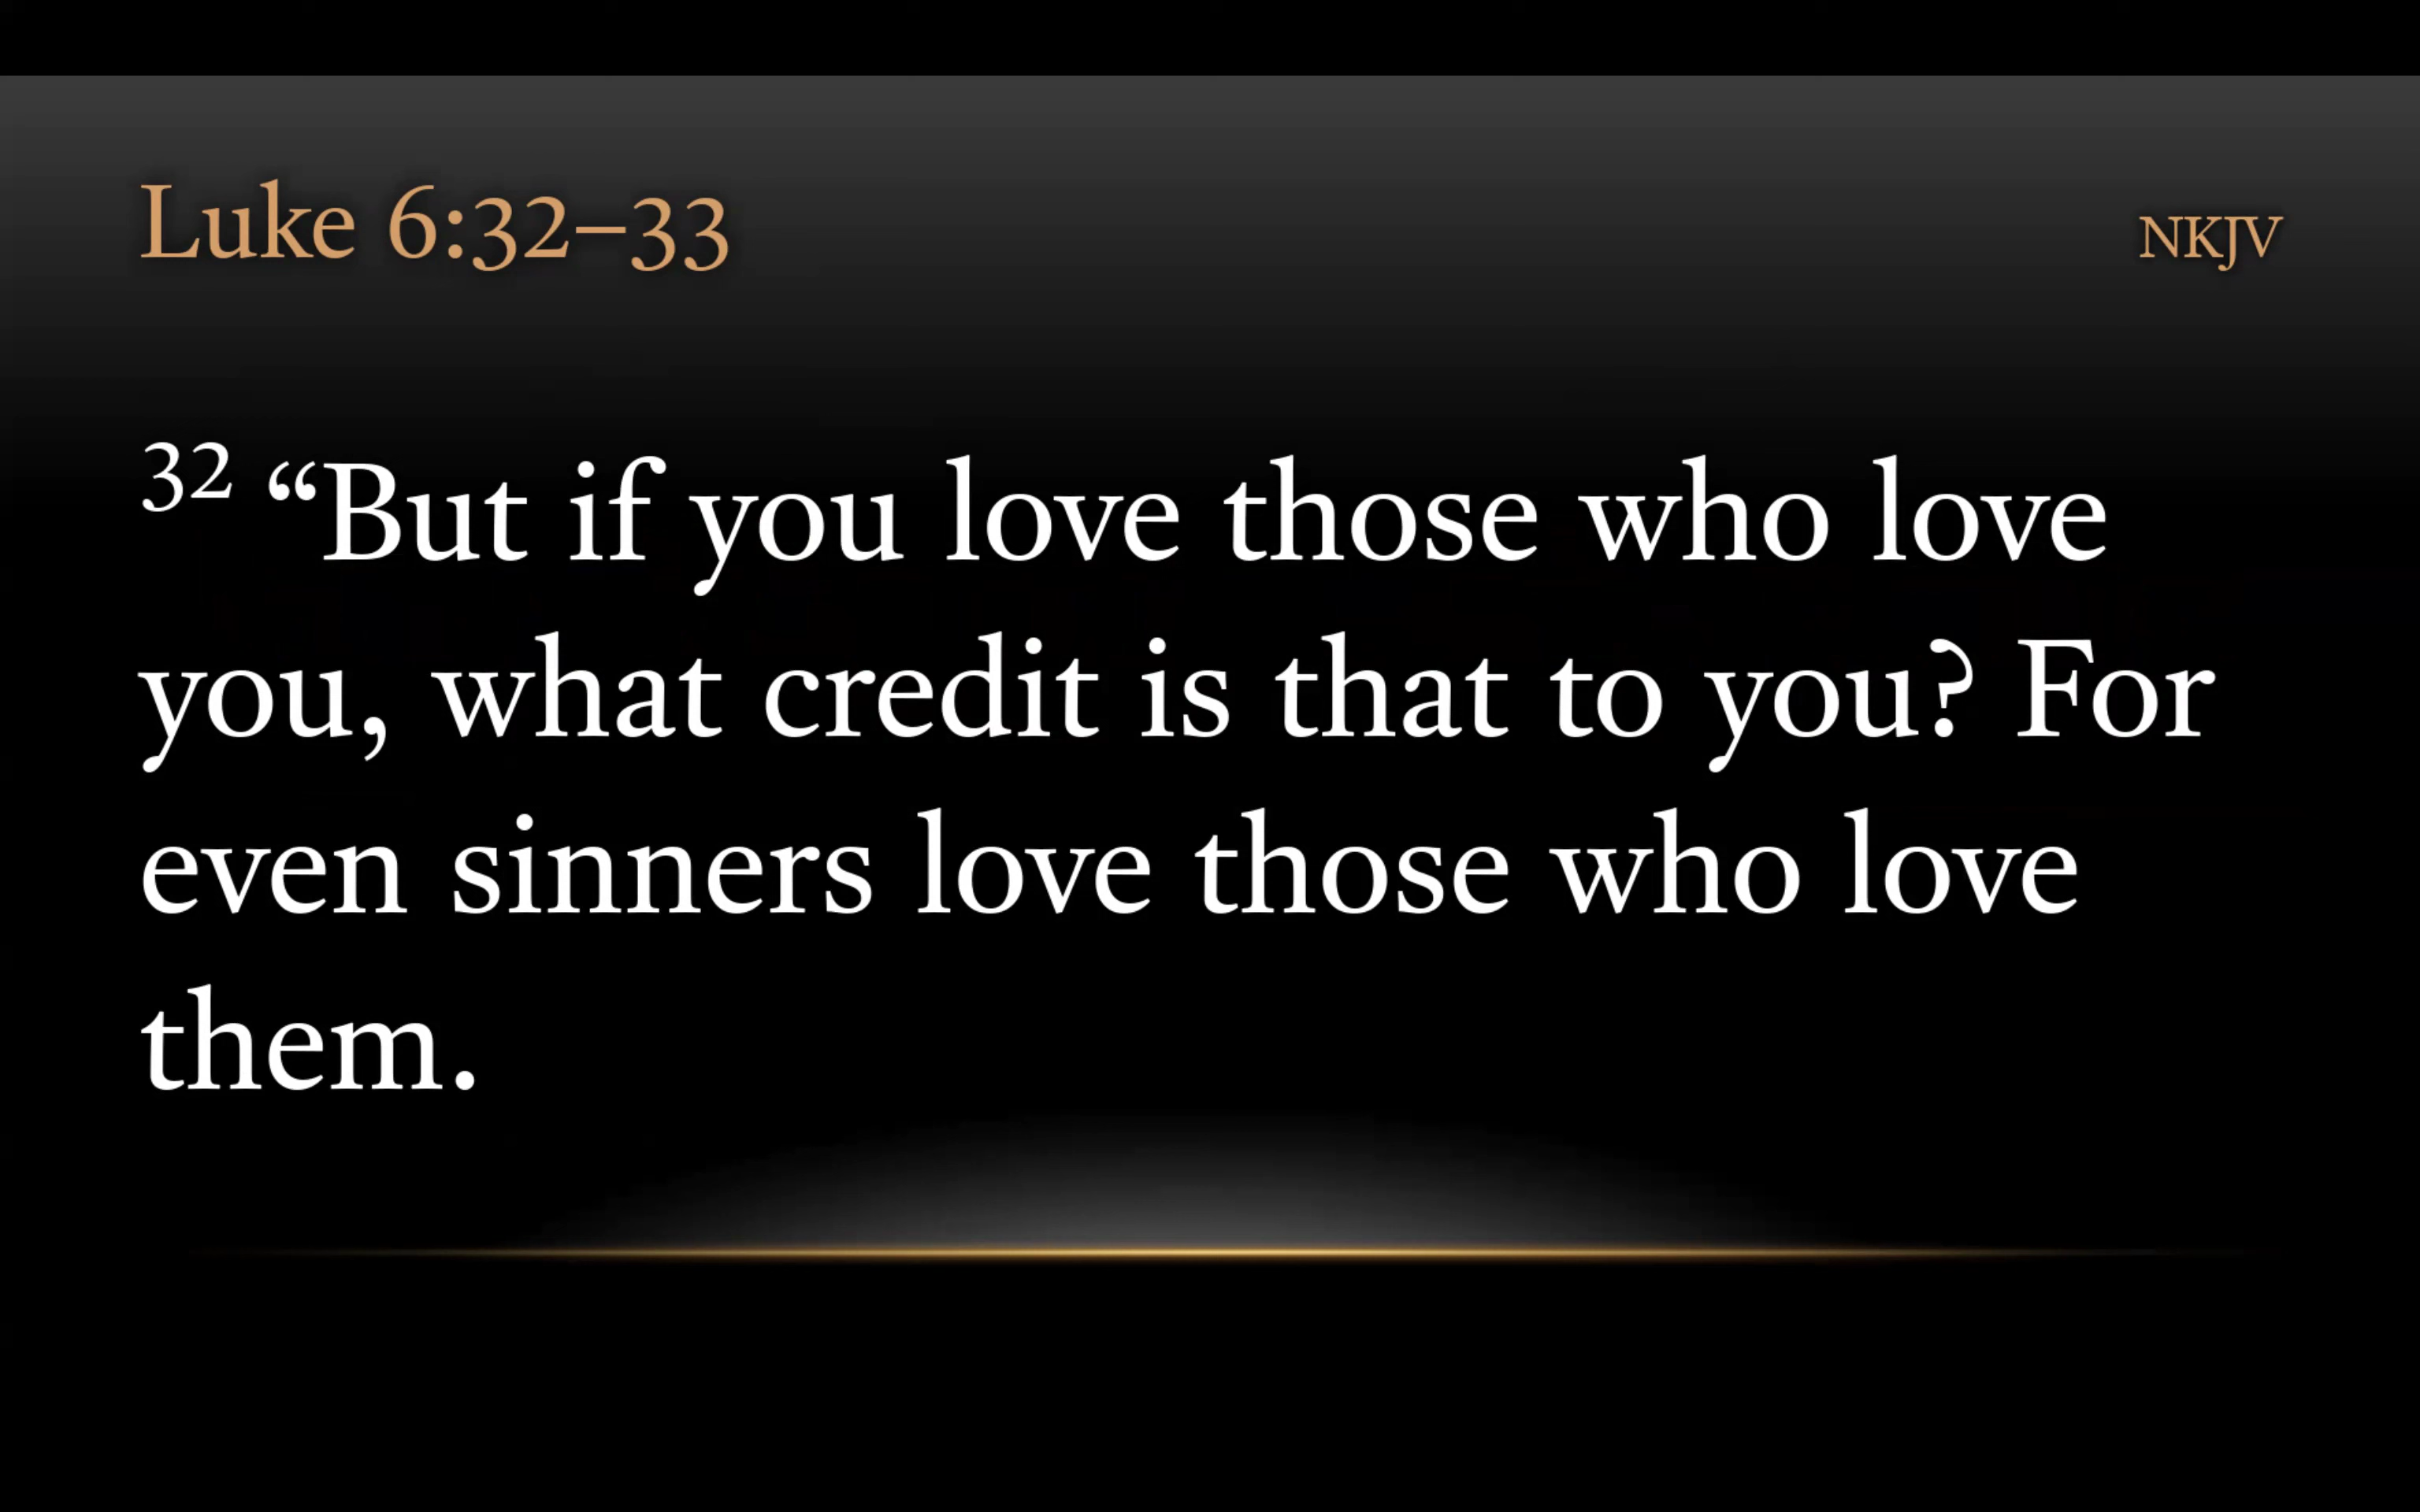 Luke 6:32–33
NKJV
32 “But if you love those who love
you, what credit is that to you? For
even sinners love those who love
them.